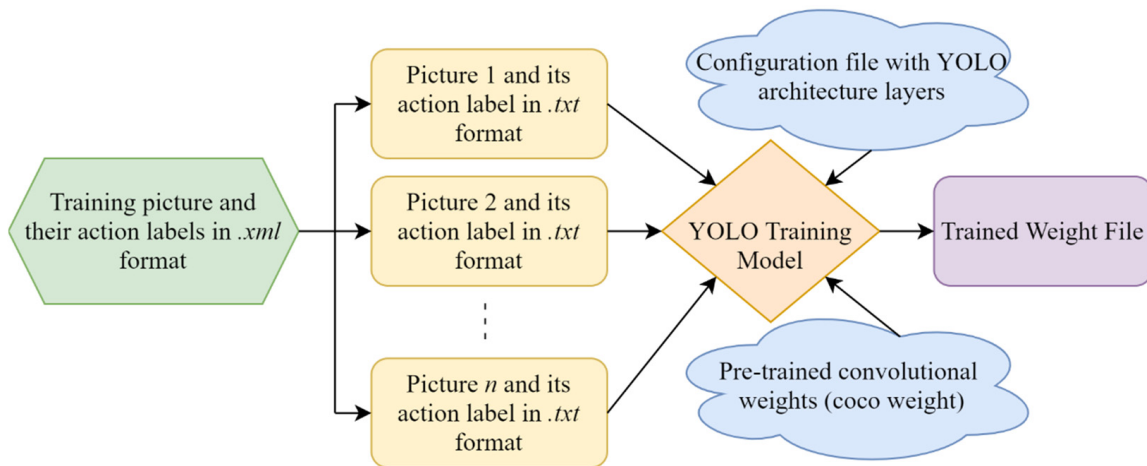 Training picture and
their action labels in .xml
format
Picture 1 and its
action label in .txt
format
Picture 2 and its
action label in .txt
format
Picture n and its
action label in .txt
format
Configuration file with YOLO
architecture layers
YOLO Training
Model
Pre-trained convolutional
weights (coco weight)
Trained Weight File